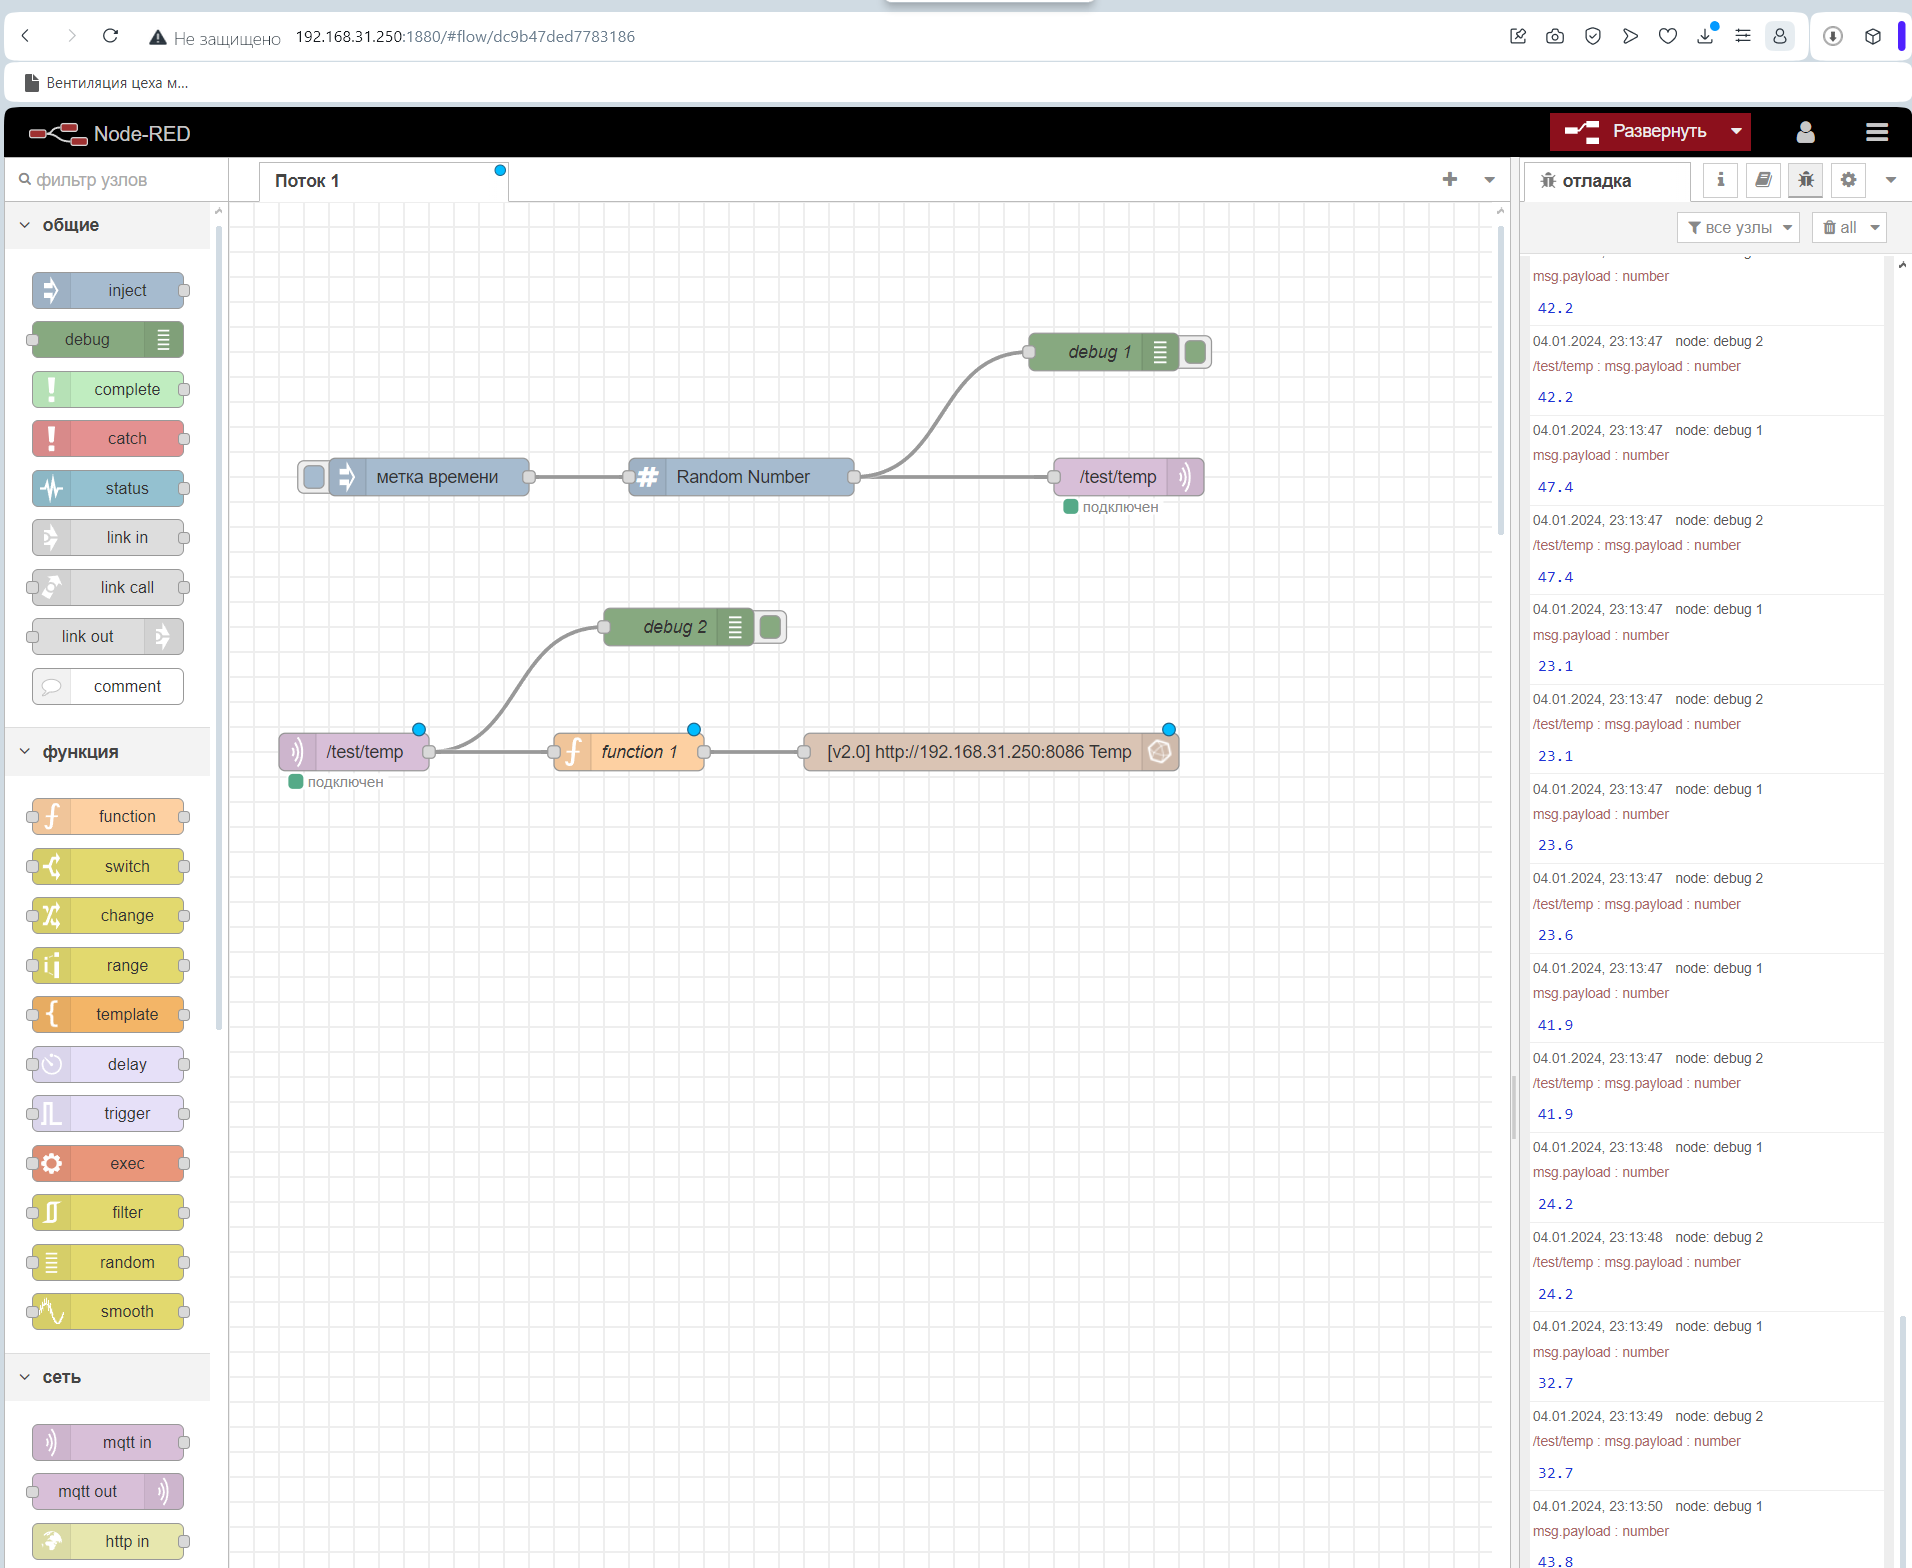 Не защищено 192.168.31.250:1880/#flow/dc9b47ded7783186
Вентиляция цеха м...
Node-RED
Развернуть
фильтр узлов
Поток 1
отладка
все узлы
all
общие
inject
debug
complete
catch
status
link in
link call
link out
comment
функция
function
switch
change
range
template
delay
trigger
exec
filter
random
smooth
сеть
mqtt in
mqtt out
http in
debug 1
метка времени
Random Number
/test/temp
подключен
debug 2
/test/temp
function 1
[v2.0] http://192.168.31.250:8086 Temp
подключен
msg.payload : number
42.2
04.01.2024, 23:13:47 node: debug 2
/test/temp : msg.payload : number
42.2
04.01.2024, 23:13:47 node: debug 1
msg.payload : number
47.4
04.01.2024, 23:13:47 node: debug 2
/test/temp : msg.payload : number
47.4
04.01.2024, 23:13:47 node: debug 1
msg.payload : number
23.1
04.01.2024, 23:13:47 node: debug 2
/test/temp : msg.payload : number
23.1
04.01.2024, 23:13:47 node: debug 1
msg.payload : number
23.6
04.01.2024, 23:13:47 node: debug 2
/test/temp : msg.payload : number
23.6
04.01.2024, 23:13:47 node: debug 1
msg.payload : number
41.9
04.01.2024, 23:13:47 node: debug 2
/test/temp : msg.payload : number
41.9
04.01.2024, 23:13:48 node: debug 1
msg.payload : number
24.2
04.01.2024, 23:13:48 node: debug 2
/test/temp : msg.payload : number
24.2
04.01.2024, 23:13:49 node: debug 1
msg.payload : number
32.7
04.01.2024, 23:13:49 node: debug 2
/test/temp : msg.payload : number
32.7
04.01.2024, 23:13:50 node: debug 1
msg.payload : number
43.8